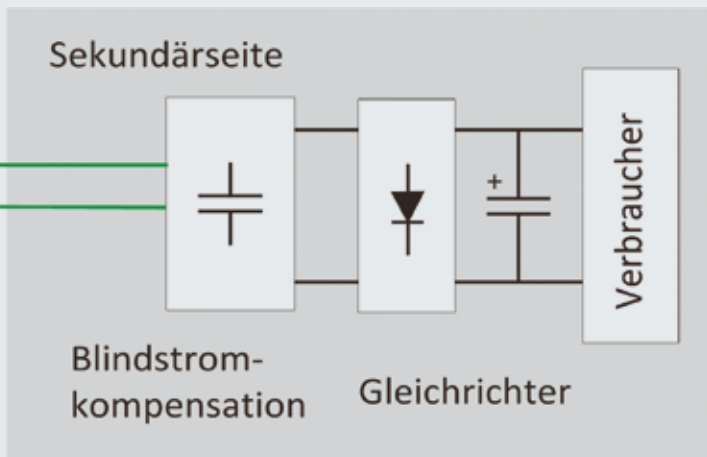 Sekundärseite
+
Verbraucher
Blindstrom-
kompensation
Gleichrichter